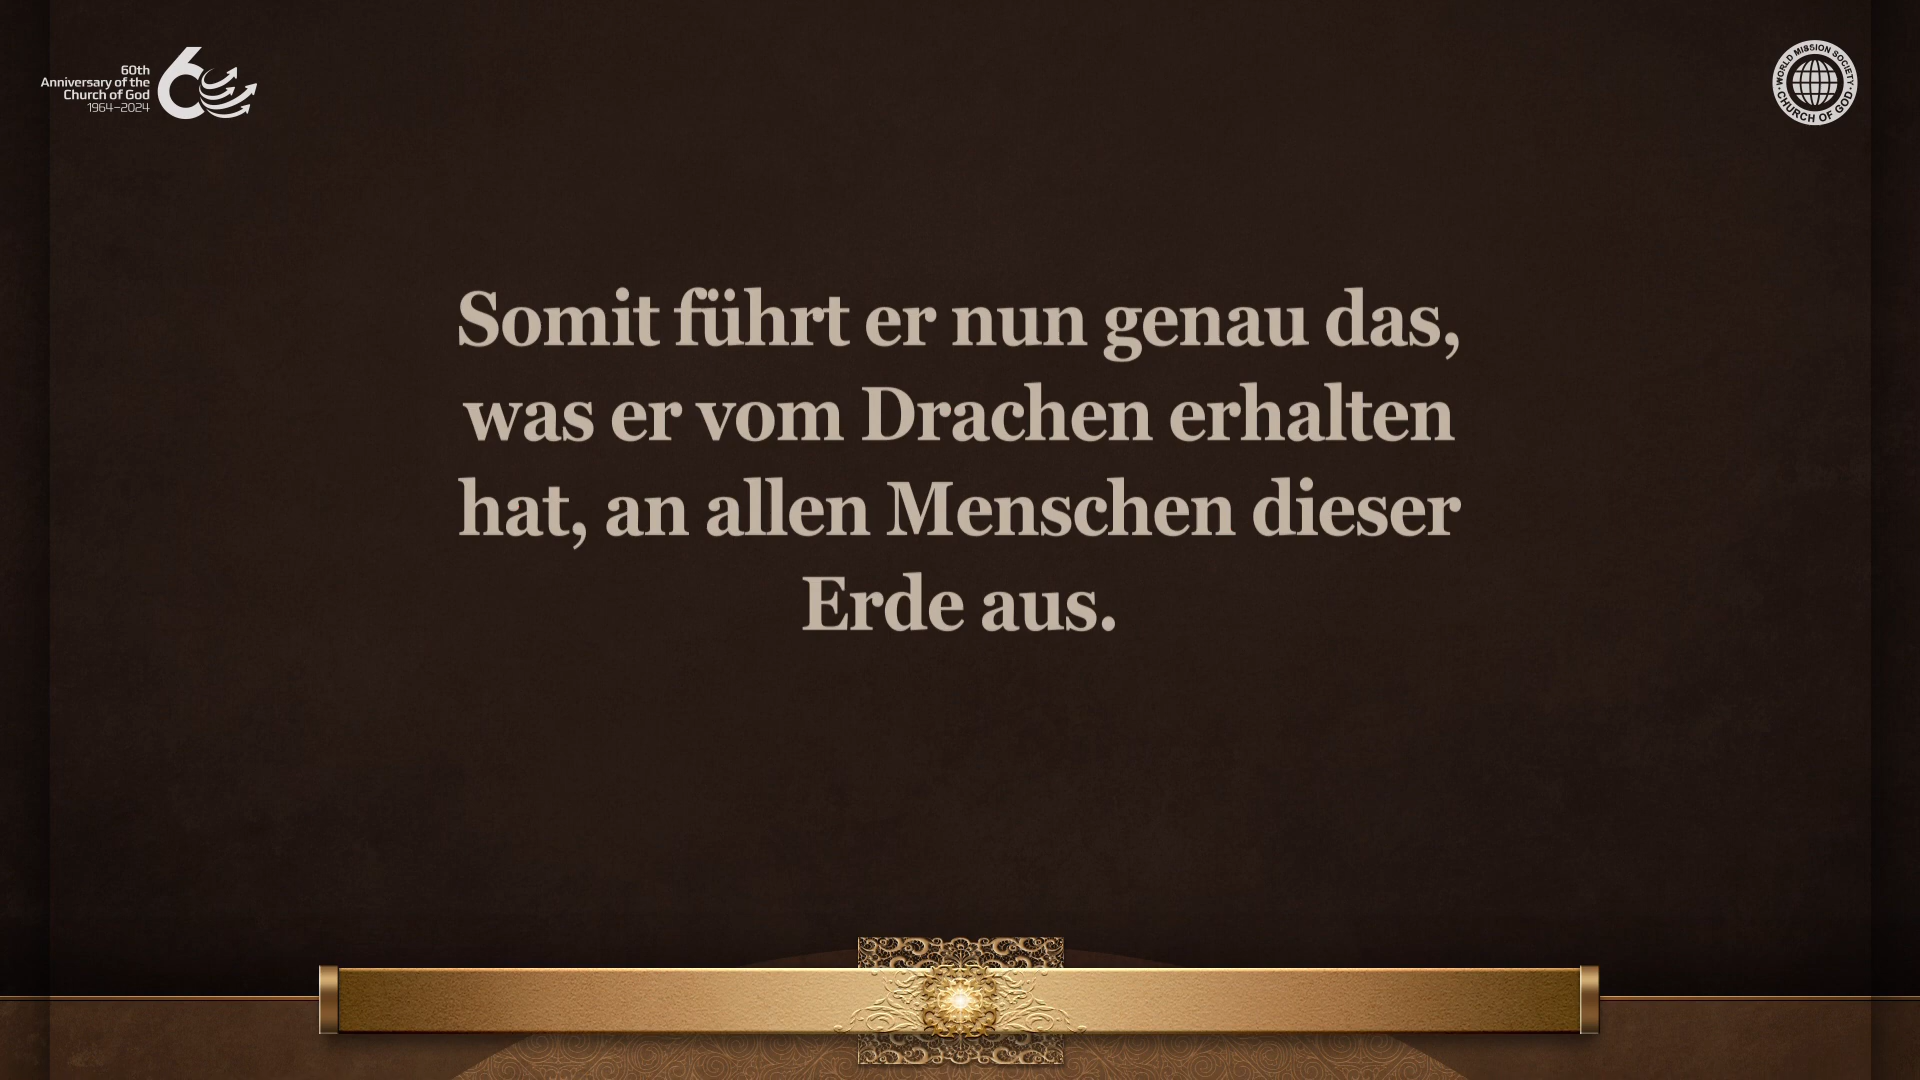 60th
Anniversary of the
Church of God
1964–2024
60
WORLD MISSION SOCIETY
CHURCH OF GOD
Somit führt er nun genau das,
was er vom Drachen erhalten
hat, an allen Menschen dieser
Erde aus.